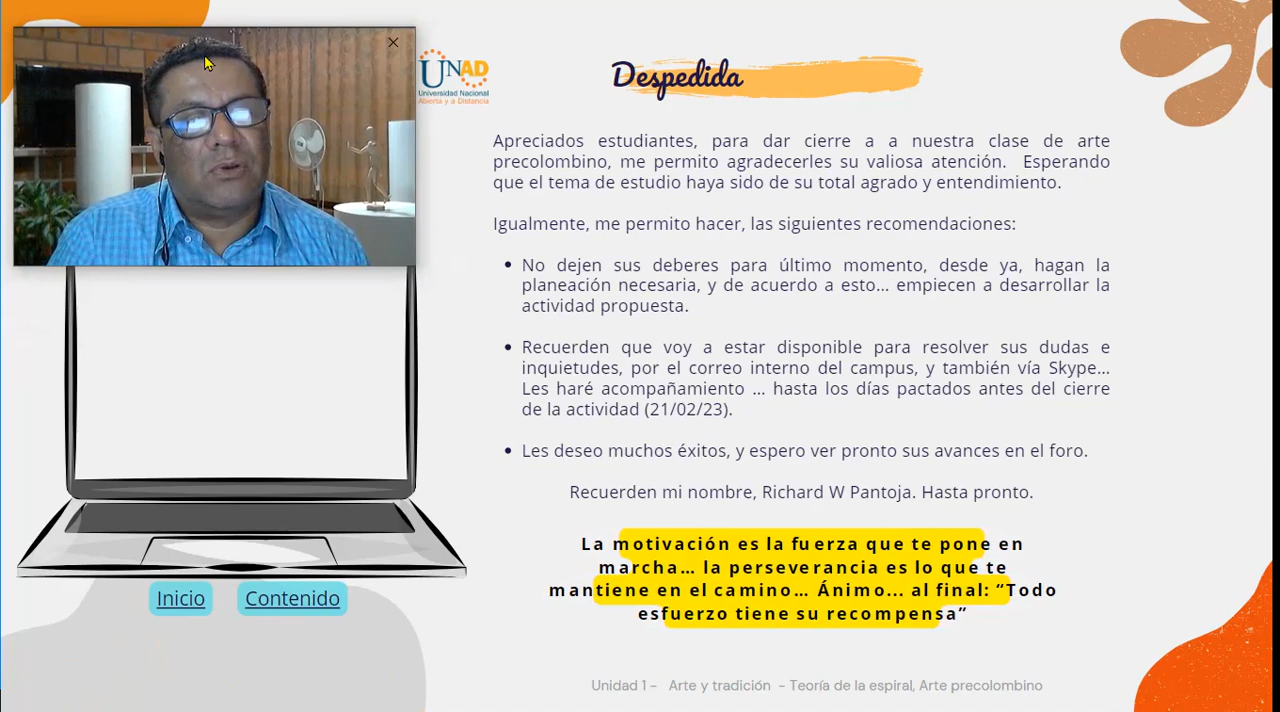 UNAD
Universidad Nacional
Abierta y a Distancia
Despedida
Apreciados estudiantes, para dar cierre a a nuestra clase de arte
precolombino, me permito agradecerles su valiosa atención. Esperando
que el tema de estudio haya sido de su total agrado y entendimiento.
Igualmente, me permito hacer, las siguientes recomendaciones:
• No dejen sus deberes para último momento, desde ya, hagan la
planeación necesaria, y de acuerdo a esto... empiecen a desarrollar la
actividad propuesta.
• Recuerden que voy a estar disponible para resolver sus dudas e
inquietudes, por el correo interno del campus, y también vía Skype...
Les haré acompañamiento ... hasta los días pactados antes del cierre
de la actividad (21/02/23).
• Les deseo muchos éxitos, y espero ver pronto sus avances en el foro.
Recuerden mi nombre, Richard W Pantoja. Hasta pronto.
La motivación es la fuerza que te pone en
marcha... la perseverancia es lo que te
mantiene en el camino... Ánimo... al final: “Todo
esfuerzo tiene su recompensa”
Inicio
Contenido
Unidad 1 - Arte y tradición - Teoría de la espiral, Arte precolombino